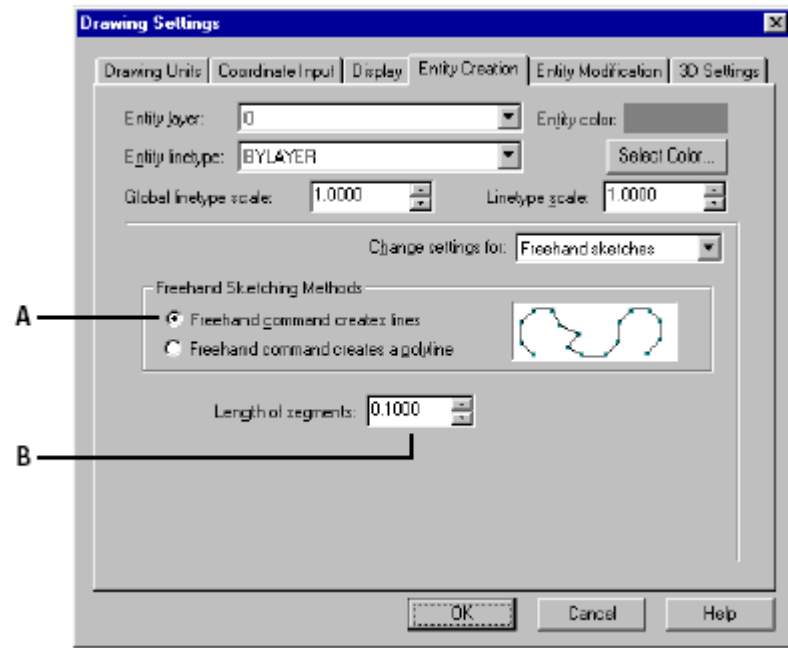 Drawing Settings
Drawing Units Coordinate Input Display Entity Creation Entity Modification 3D Settings
Entity layer: 0 Entity color:
Entity linetype: BYLAYER Select Color...
Global linetype scale: 1.0000 Linetype scale: 1.0000
Change settings for: Freehand sketches
Freehand Sketching Methods
A Freehand command creates lines
Freehand command creates a polyline
Length of segments: 0.1000
B
OK Cancel Help